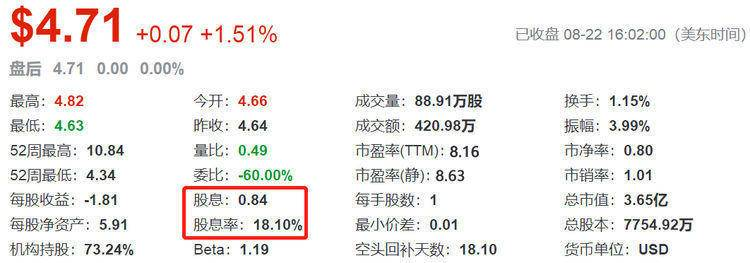 $4.71 +0.07 +1.51% 已收盘 08-22 16:02:00（美东时间）
盘后 4.71 0.00 0.00%
最高：4.82 今开：4.66 成交量：88.91万股 换手：1.15%
最低：4.63 昨收：4.64 成交额：420.98万 振幅：3.99%
52周最高：10.84 量比：0.49 市盈率(TTM)：8.16 市净率：0.80
52周最低：4.34 委比：-60.00% 市盈率(静)：8.63 市销率：1.01
每股收益：-1.81 股息：0.84 每手股数：1 总市值：3.65亿
每股净资产：5.91 股息率：18.10% 最小价差：0.01 总股本：7754.92万
机构持股：73.24% Beta：1.19 空头回补天数：18.10 货币单位：USD